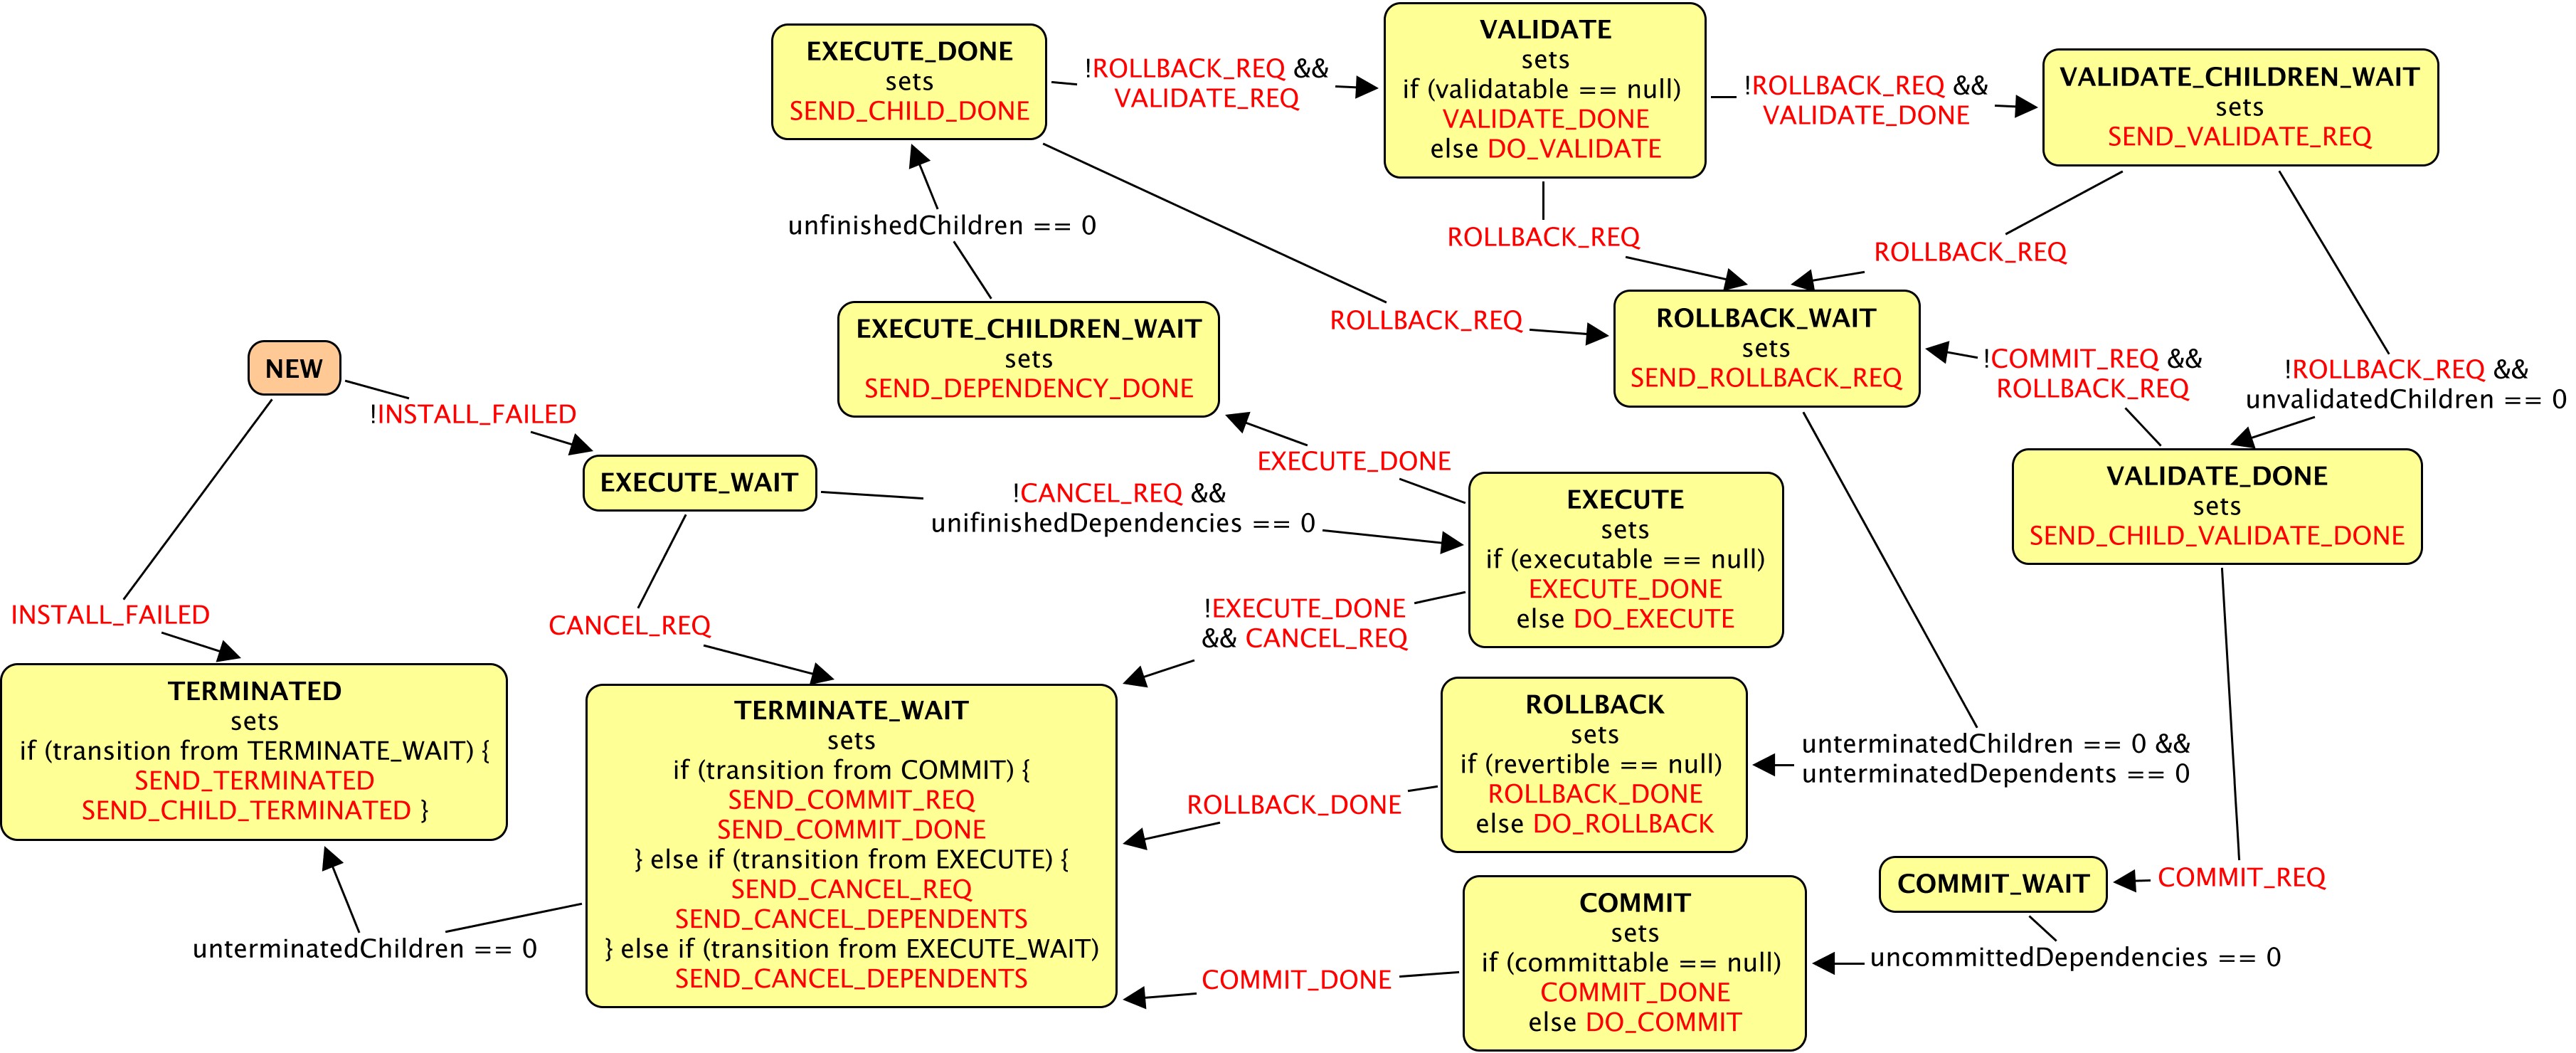 EXECUTE_DONE
sets
SEND_CHILD_DONE
!ROLLBACK_REQ &&
VALIDATE_REQ
VALIDATE
sets
if (validatable == null)
VALIDATE_DONE
else DO_VALIDATE
!ROLLBACK_REQ &&
VALIDATE_DONE
VALIDATE_CHILDREN_WAIT
sets
SEND_VALIDATE_REQ
unfinishedChildren == 0
ROLLBACK_REQ
ROLLBACK_REQ
EXECUTE_CHILDREN_WAIT
sets
SEND_DEPENDENCY_DONE
ROLLBACK_REQ
ROLLBACK_WAIT
sets
SEND_ROLLBACK_REQ
!COMMIT_REQ &&
ROLLBACK_REQ
!ROLLBACK_REQ &&
unvalidatedChildren == 0
NEW
!INSTALL_FAILED
EXECUTE_WAIT
!CANCEL_REQ &&
unifinishedDependencies == 0
EXECUTE_DONE
EXECUTE
sets
if (executable == null)
EXECUTE_DONE
else DO_EXECUTE
VALIDATE_DONE
sets
SEND_CHILD_VALIDATE_DONE
INSTALL_FAILED
CANCEL_REQ
!EXECUTE_DONE
&& CANCEL_REQ
TERMINATED
sets
if (transition from TERMINATE_WAIT) {
SEND_TERMINATED
SEND_CHILD_TERMINATED }
TERMINATE_WAIT
sets
if (transition from COMMIT) {
SEND_COMMIT_REQ
SEND_COMMIT_DONE
} else if (transition from EXECUTE) {
SEND_CANCEL_REQ
SEND_CANCEL_DEPENDENTS
} else if (transition from EXECUTE_WAIT)
SEND_CANCEL_DEPENDENTS
ROLLBACK_DONE
ROLLBACK
sets
if (revertible == null)
ROLLBACK_DONE
else DO_ROLLBACK
unterminatedChildren == 0 &&
unterminatedDependents == 0
COMMIT_WAIT
COMMIT_REQ
unterminatedChildren == 0
COMMIT_DONE
COMMIT
sets
if (committable == null)
COMMIT_DONE
else DO_COMMIT
uncommittedDependencies == 0